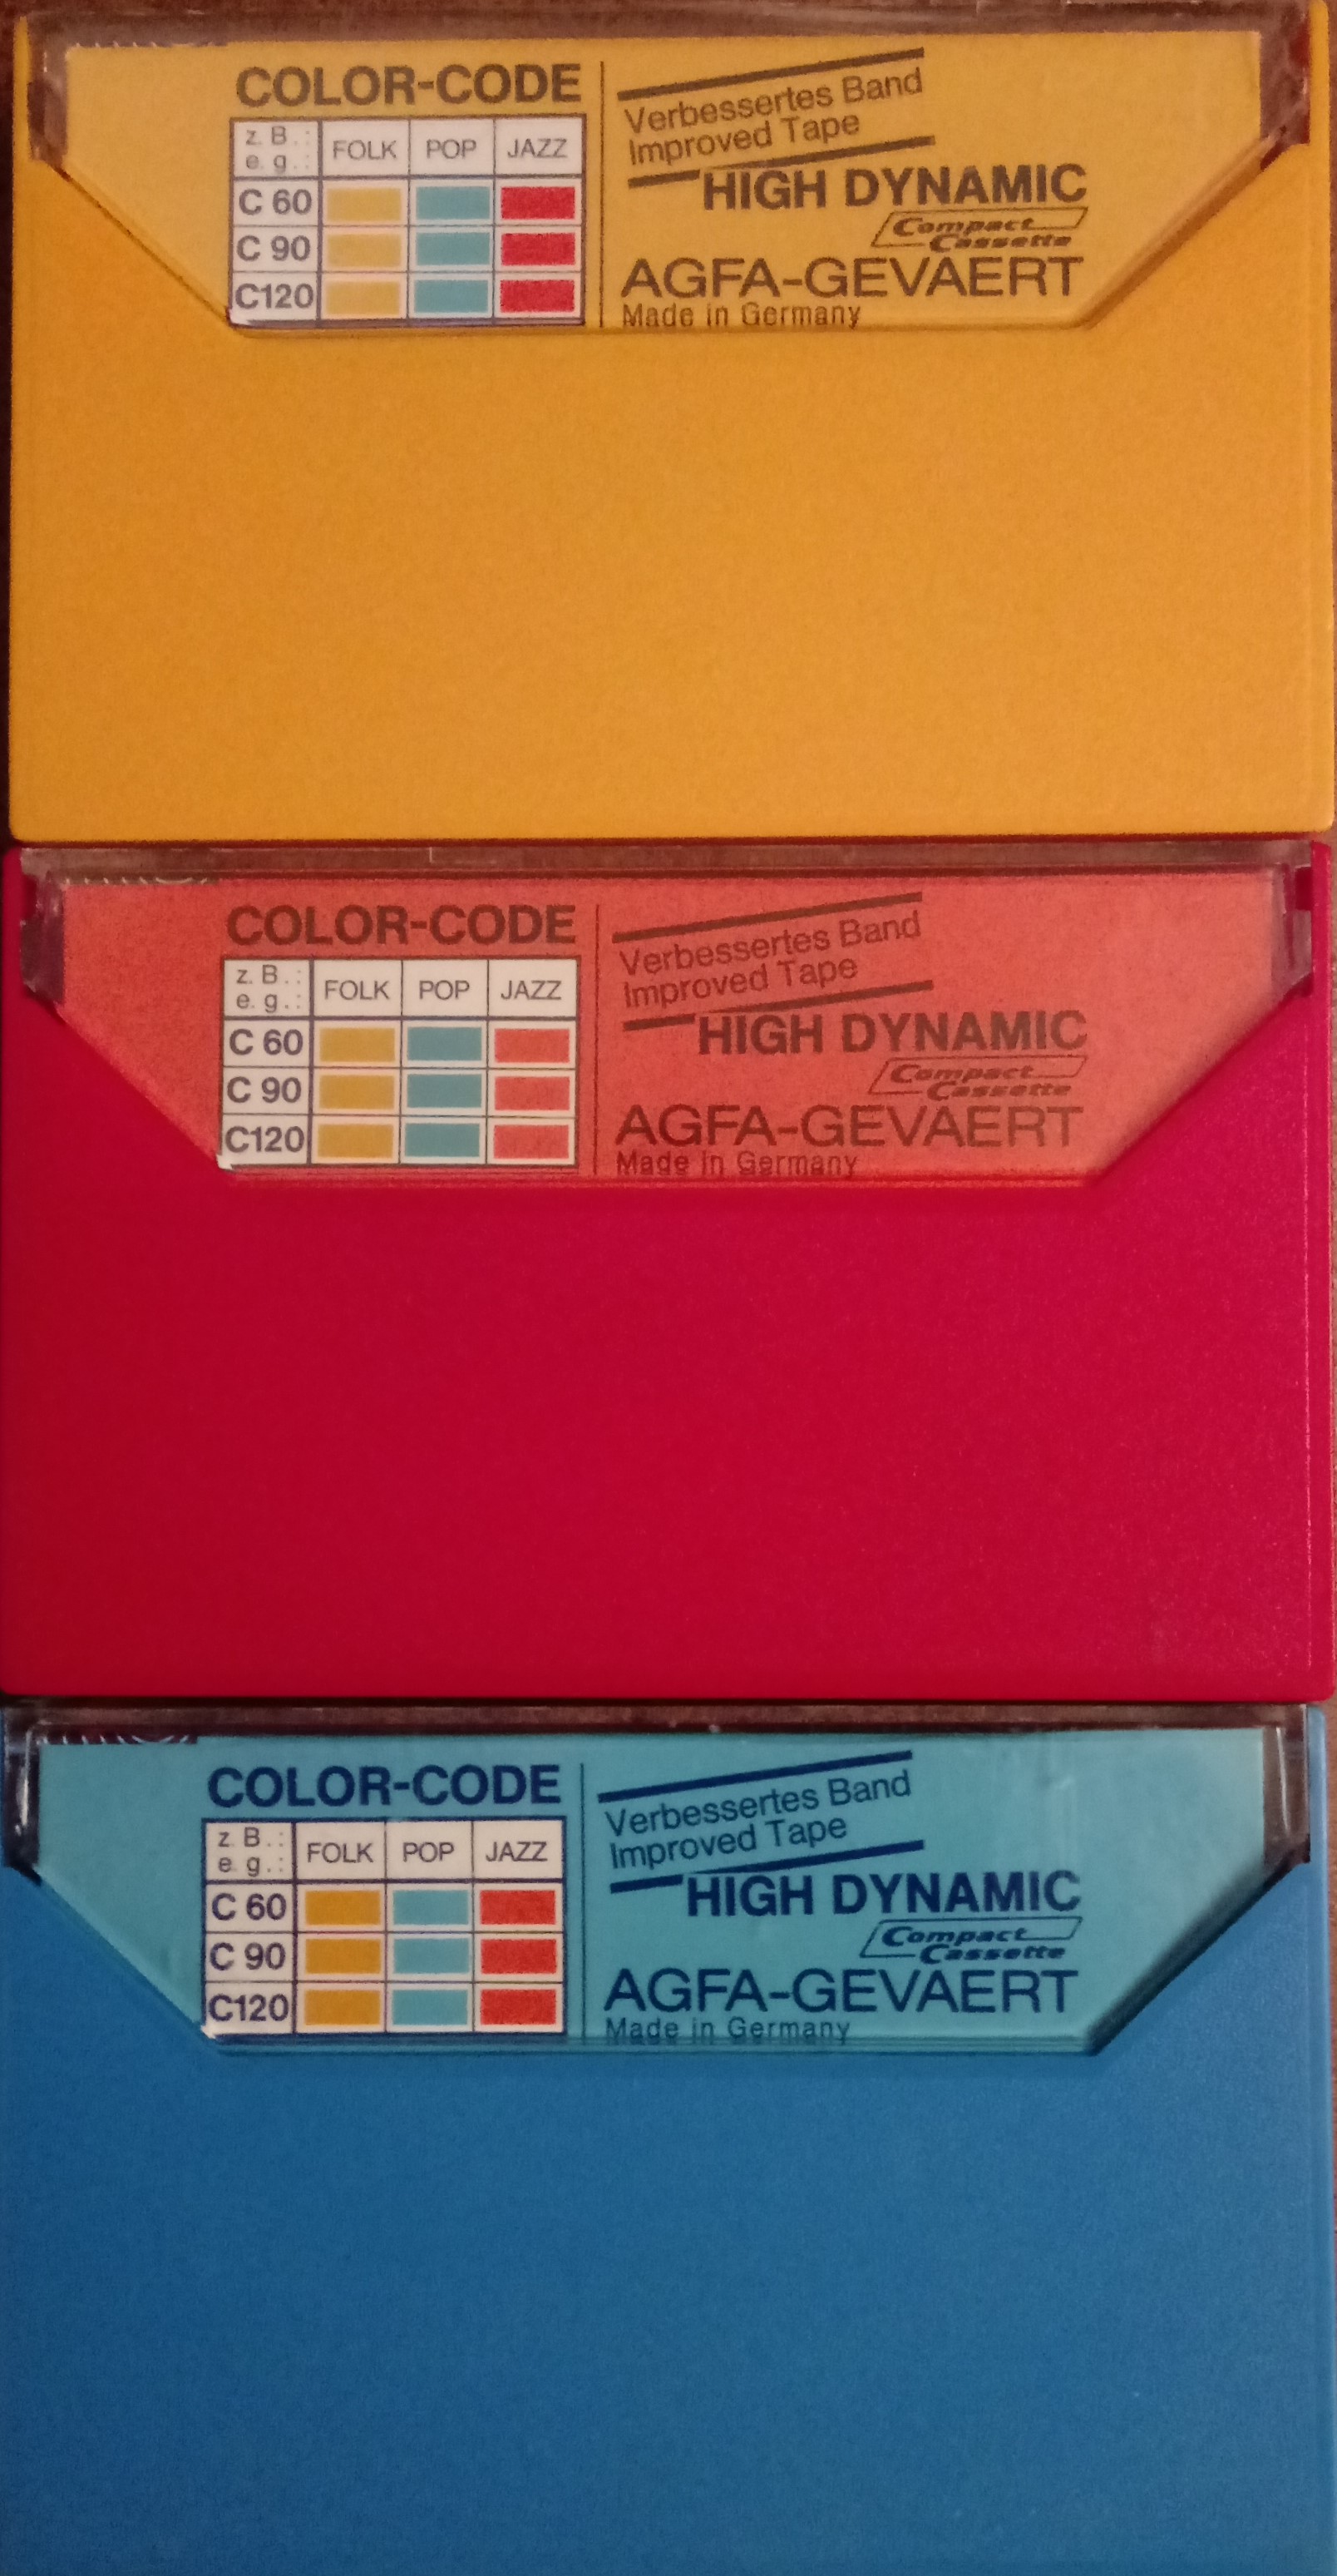 COLOR-CODE
z. B.:
e. g.:
FOLK POP JAZZ
C 60
C 90
C120
Verbessertes Band
Improved Tape
HIGH DYNAMIC
Compact
Cassette
AGFA-GEVAERT
Made in Germany
COLOR-CODE
z. B.:
e. g.:
FOLK POP JAZZ
C 60
C 90
C120
Verbessertes Band
Improved Tape
HIGH DYNAMIC
Compact
Cassette
AGFA-GEVAERT
Made in Germany
COLOR-CODE
z. B.:
e. g.:
FOLK POP JAZZ
C 60
C 90
C120
Verbessertes Band
Improved Tape
HIGH DYNAMIC
Compact
Cassette
AGFA-GEVAERT
Made in Germany